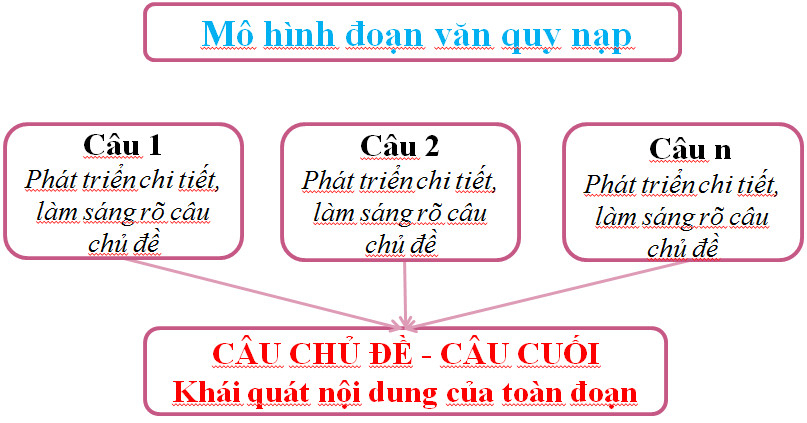 Mô hình đoạn văn quy nạp
Câu 1
Phát triển chi tiết,
làm sáng rõ câu
chủ đề
Câu 2
Phát triển chi tiết,
làm sáng rõ câu
chủ đề
Câu n
Phát triển chi tiết,
làm sáng rõ câu
chủ đề
CÂU CHỦ ĐỀ - CÂU CUỐI
Khái quát nội dung của toàn đoạn